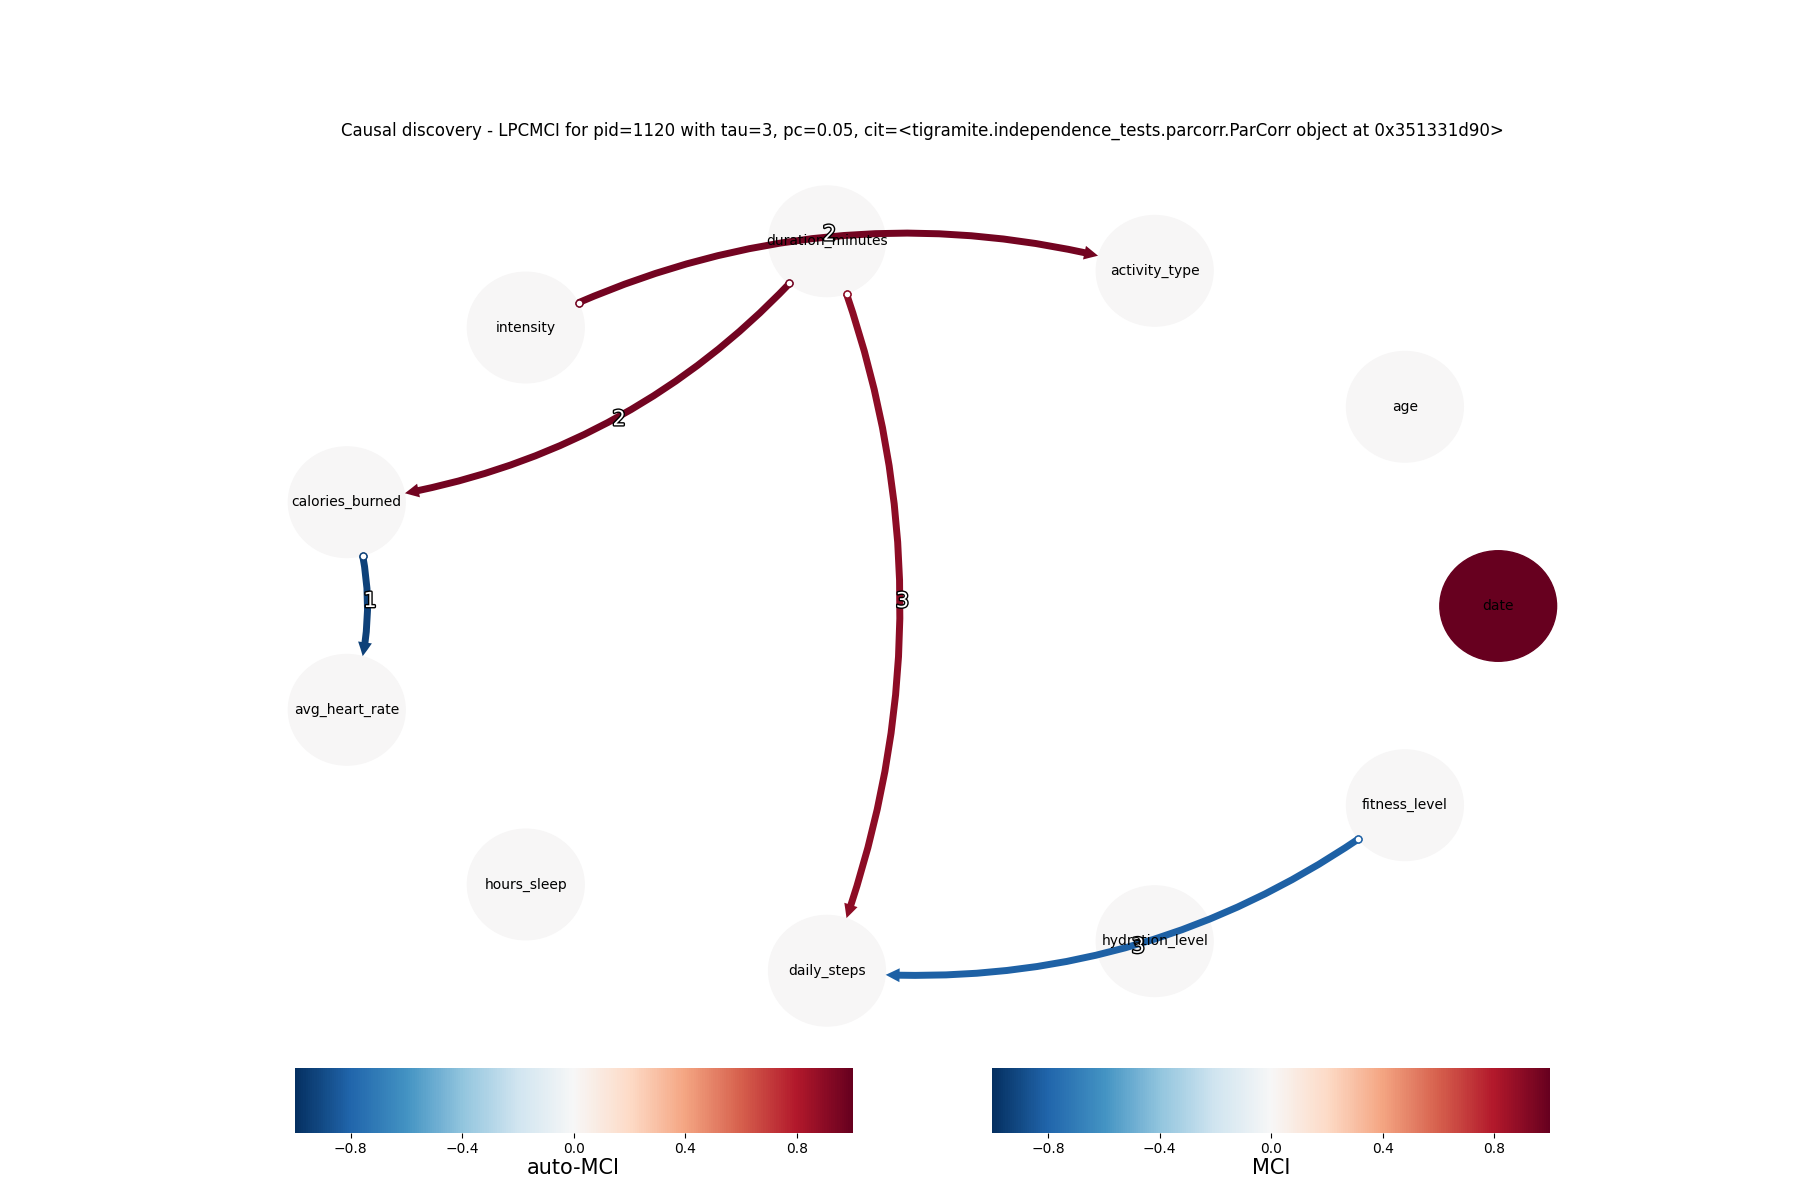 Causal discovery - LPCMCI for pid=1120 with tau=3, pc=0.05, cit=<tigramite.independence_tests.parcorr.ParCorr object at 0x351331d90>
2
duration_minutes
activity_type
intensity
age
2
calories_burned
1
3
date
avg_heart_rate
fitness_level
hours_sleep
hydration_level
3
daily_steps
−0.8 −0.4 0.0 0.4 0.8
auto-MCI
−0.8 −0.4 0.0 0.4 0.8
MCI